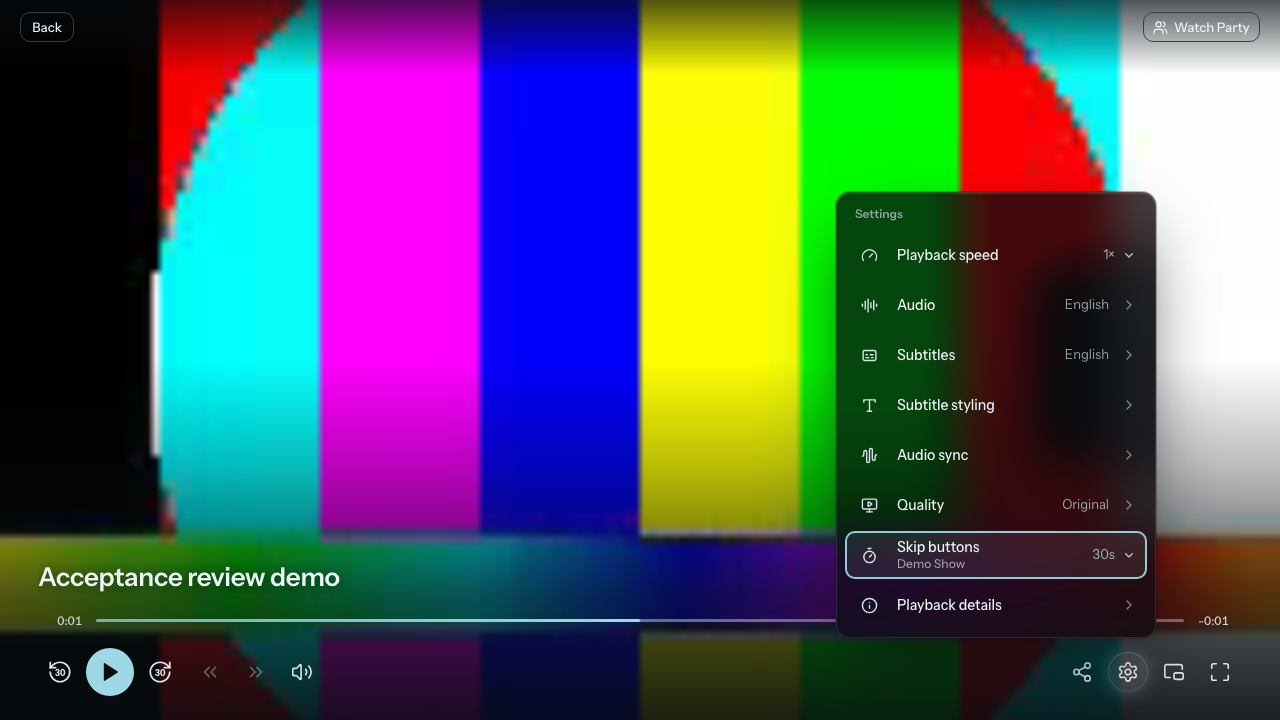 Back
Watch Party
Settings
Playback speed 1×
Audio English
Subtitles English
Subtitle styling
Audio sync
Quality Original
Skip buttons 30s
Demo Show
Playback details
Acceptance review demo
0:01
-0:01
30
30